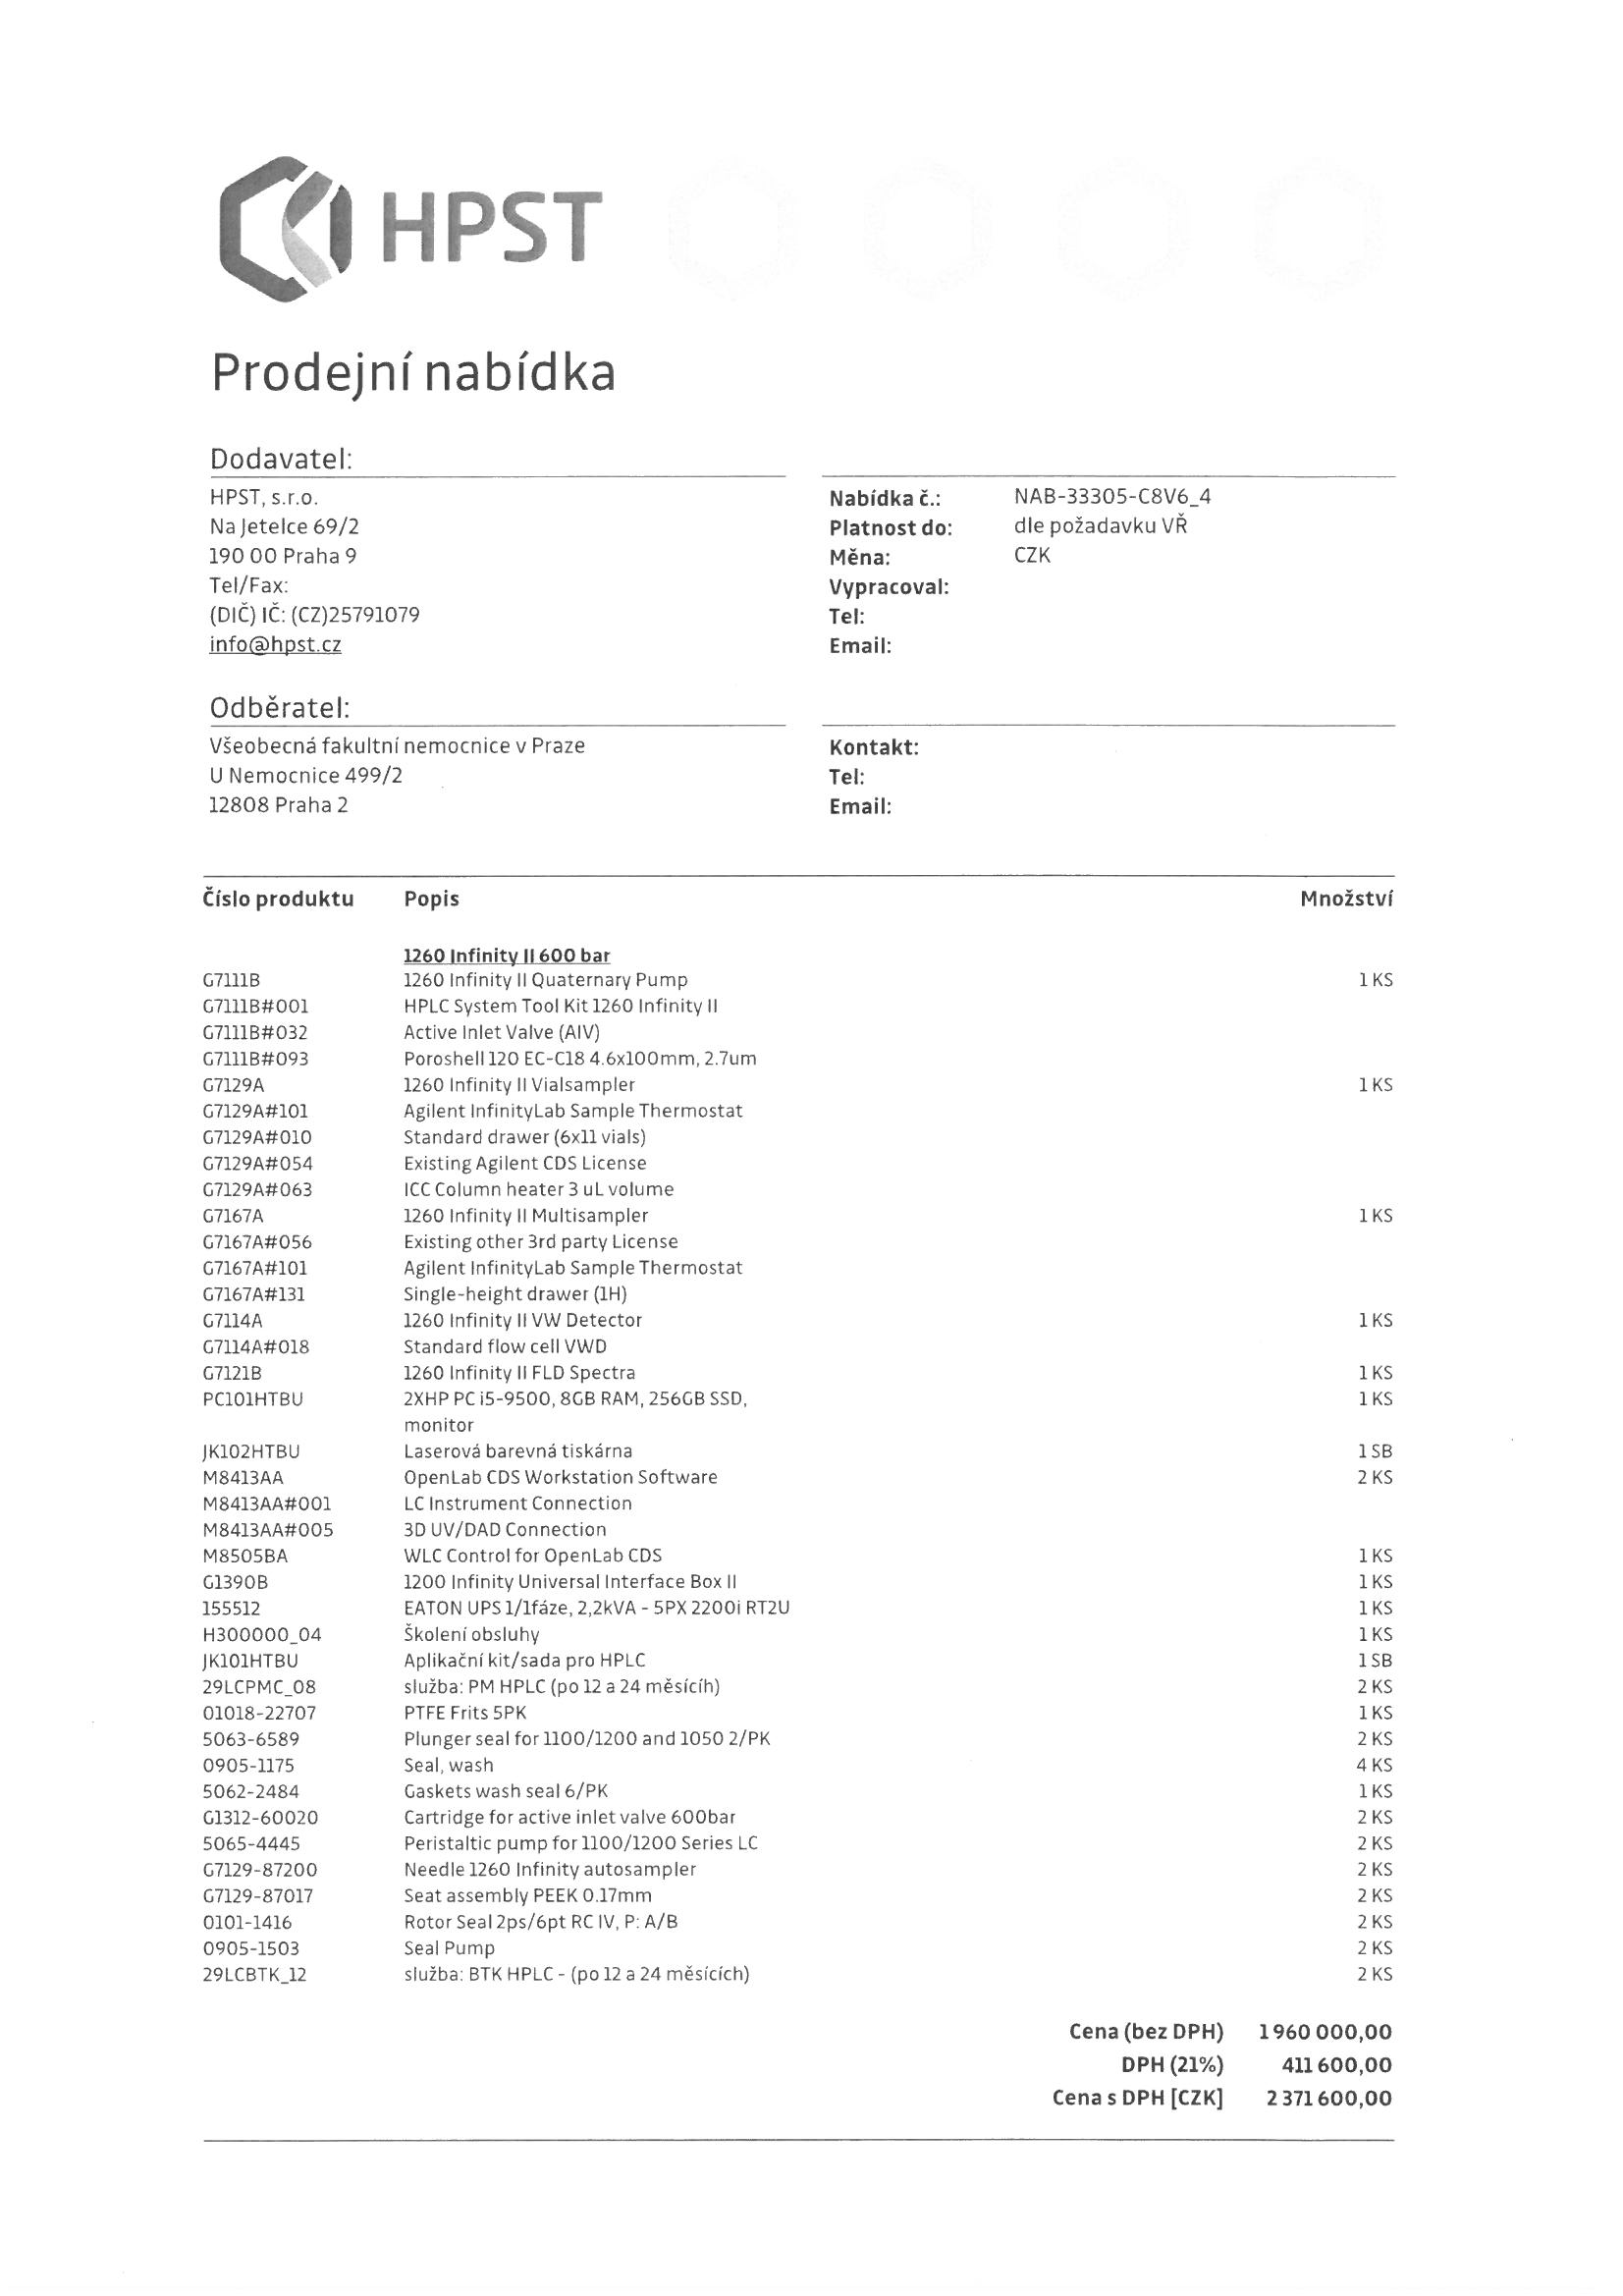 HPST
Prodejní nabídka
Dodavatel:
HPST, s.r.o.
Na Jetelce 69/2
190 00 Praha 9
Tel/Fax:
(DIČ) IČ: (CZ)25791079
info@hpst.cz
Nabídka č.: NAB-33305-C8V6_4
Platnost do: dle požadavku VŘ
Měna: CZK
Vypracoval:
Tel:
Email:
Odběratel:
Všeobecná fakultní nemocnice v Praze
U Nemocnice 499/2
12808 Praha 2
Kontakt:
Tel:
Email:
Číslo produktu Popis Množství
1260 Infinity II 600 bar
G7111B 1260 Infinity II Quaternary Pump 1 KS
G7111B#001 HPLC System Tool Kit 1260 Infinity II
G7111B#032 Active Inlet Valve (AIV)
G7111B#093 Poroshell 120 EC-C18 4.6x100mm, 2.7um
G7129A 1260 Infinity II Vialsampler 1 KS
G7129A#101 Agilent InfinityLab Sample Thermostat
G7129A#010 Standard drawer (6x11 vials)
G7129A#054 Existing Agilent CDS License
G7129A#063 ICC Column heater 3 uL volume
G7167A 1260 Infinity II Multisampler 1 KS
G7167A#056 Existing other 3rd party License
G7167A#101 Agilent InfinityLab Sample Thermostat
G7167A#131 Single-height drawer (1H)
G7114A 1260 Infinity II VW Detector 1 KS
G7114A#018 Standard flow cell VWD
G7121B 1260 Infinity II FLD Spectra 1 KS
PC101HTBU 2XHP PC i5-9500, 8GB RAM, 256GB SSD, 1 KS
monitor
JK102HTBU Laserová barevná tiskárna 1 SB
M8413AA OpenLab CDS Workstation Software 2 KS
M8413AA#001 LC Instrument Connection
M8413AA#005 3D UV/DAD Connection
M8505BA WLC Control for OpenLab CDS 1 KS
G1390B 1200 Infinity Universal Interface Box II 1 KS
155512 EATON UPS 1/1fáze, 2,2kVA - 5PX 2200i RT2U 1 KS
H300000_04 Školení obsluhy 1 KS
JK101HTBU Aplikační kit/sada pro HPLC 1 SB
29LCPMC_08 služba: PM HPLC (po 12 a 24 měsícíh) 2 KS
01018-22707 PTFE Frits 5PK 1 KS
5063-6589 Plunger seal for 1100/1200 and 1050 2/PK 2 KS
0905-1175 Seal, wash 4 KS
5062-2484 Gaskets wash seal 6/PK 1 KS
G1312-60020 Cartridge for active inlet valve 600bar 2 KS
5065-4445 Peristaltic pump for 1100/1200 Series LC 2 KS
G7129-87200 Needle 1260 Infinity autosampler 2 KS
G7129-87017 Seat assembly PEEK 0.17mm 2 KS
0101-1416 Rotor Seal 2ps/6pt RC IV, P: A/B 2 KS
0905-1503 Seal Pump 2 KS
29LCBTK_12 služba: BTK HPLC - (po 12 a 24 měsících) 2 KS
Cena (bez DPH) 1 960 000,00
DPH (21%) 411 600,00
Cena s DPH [CZK] 2 371 600,00